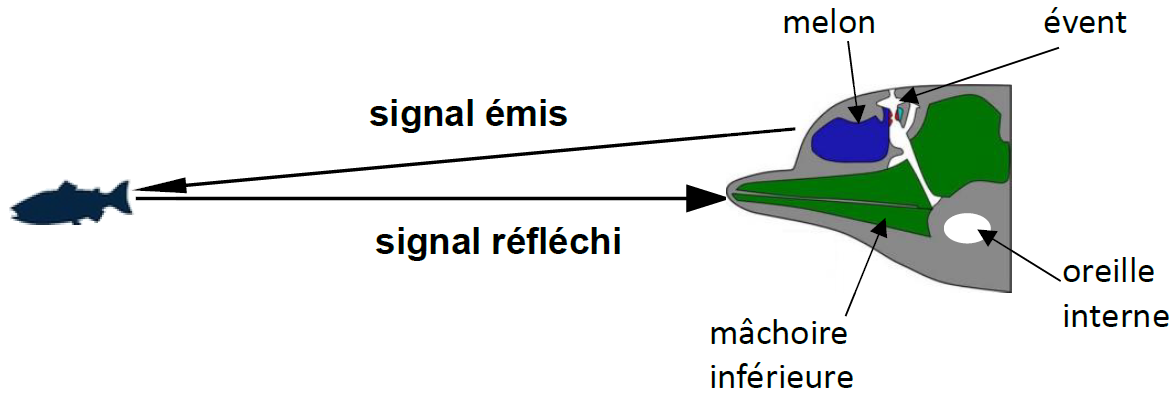 melon
évent
signal émis
signal réfléchi
oreille
interne
mâchoire
inférieure